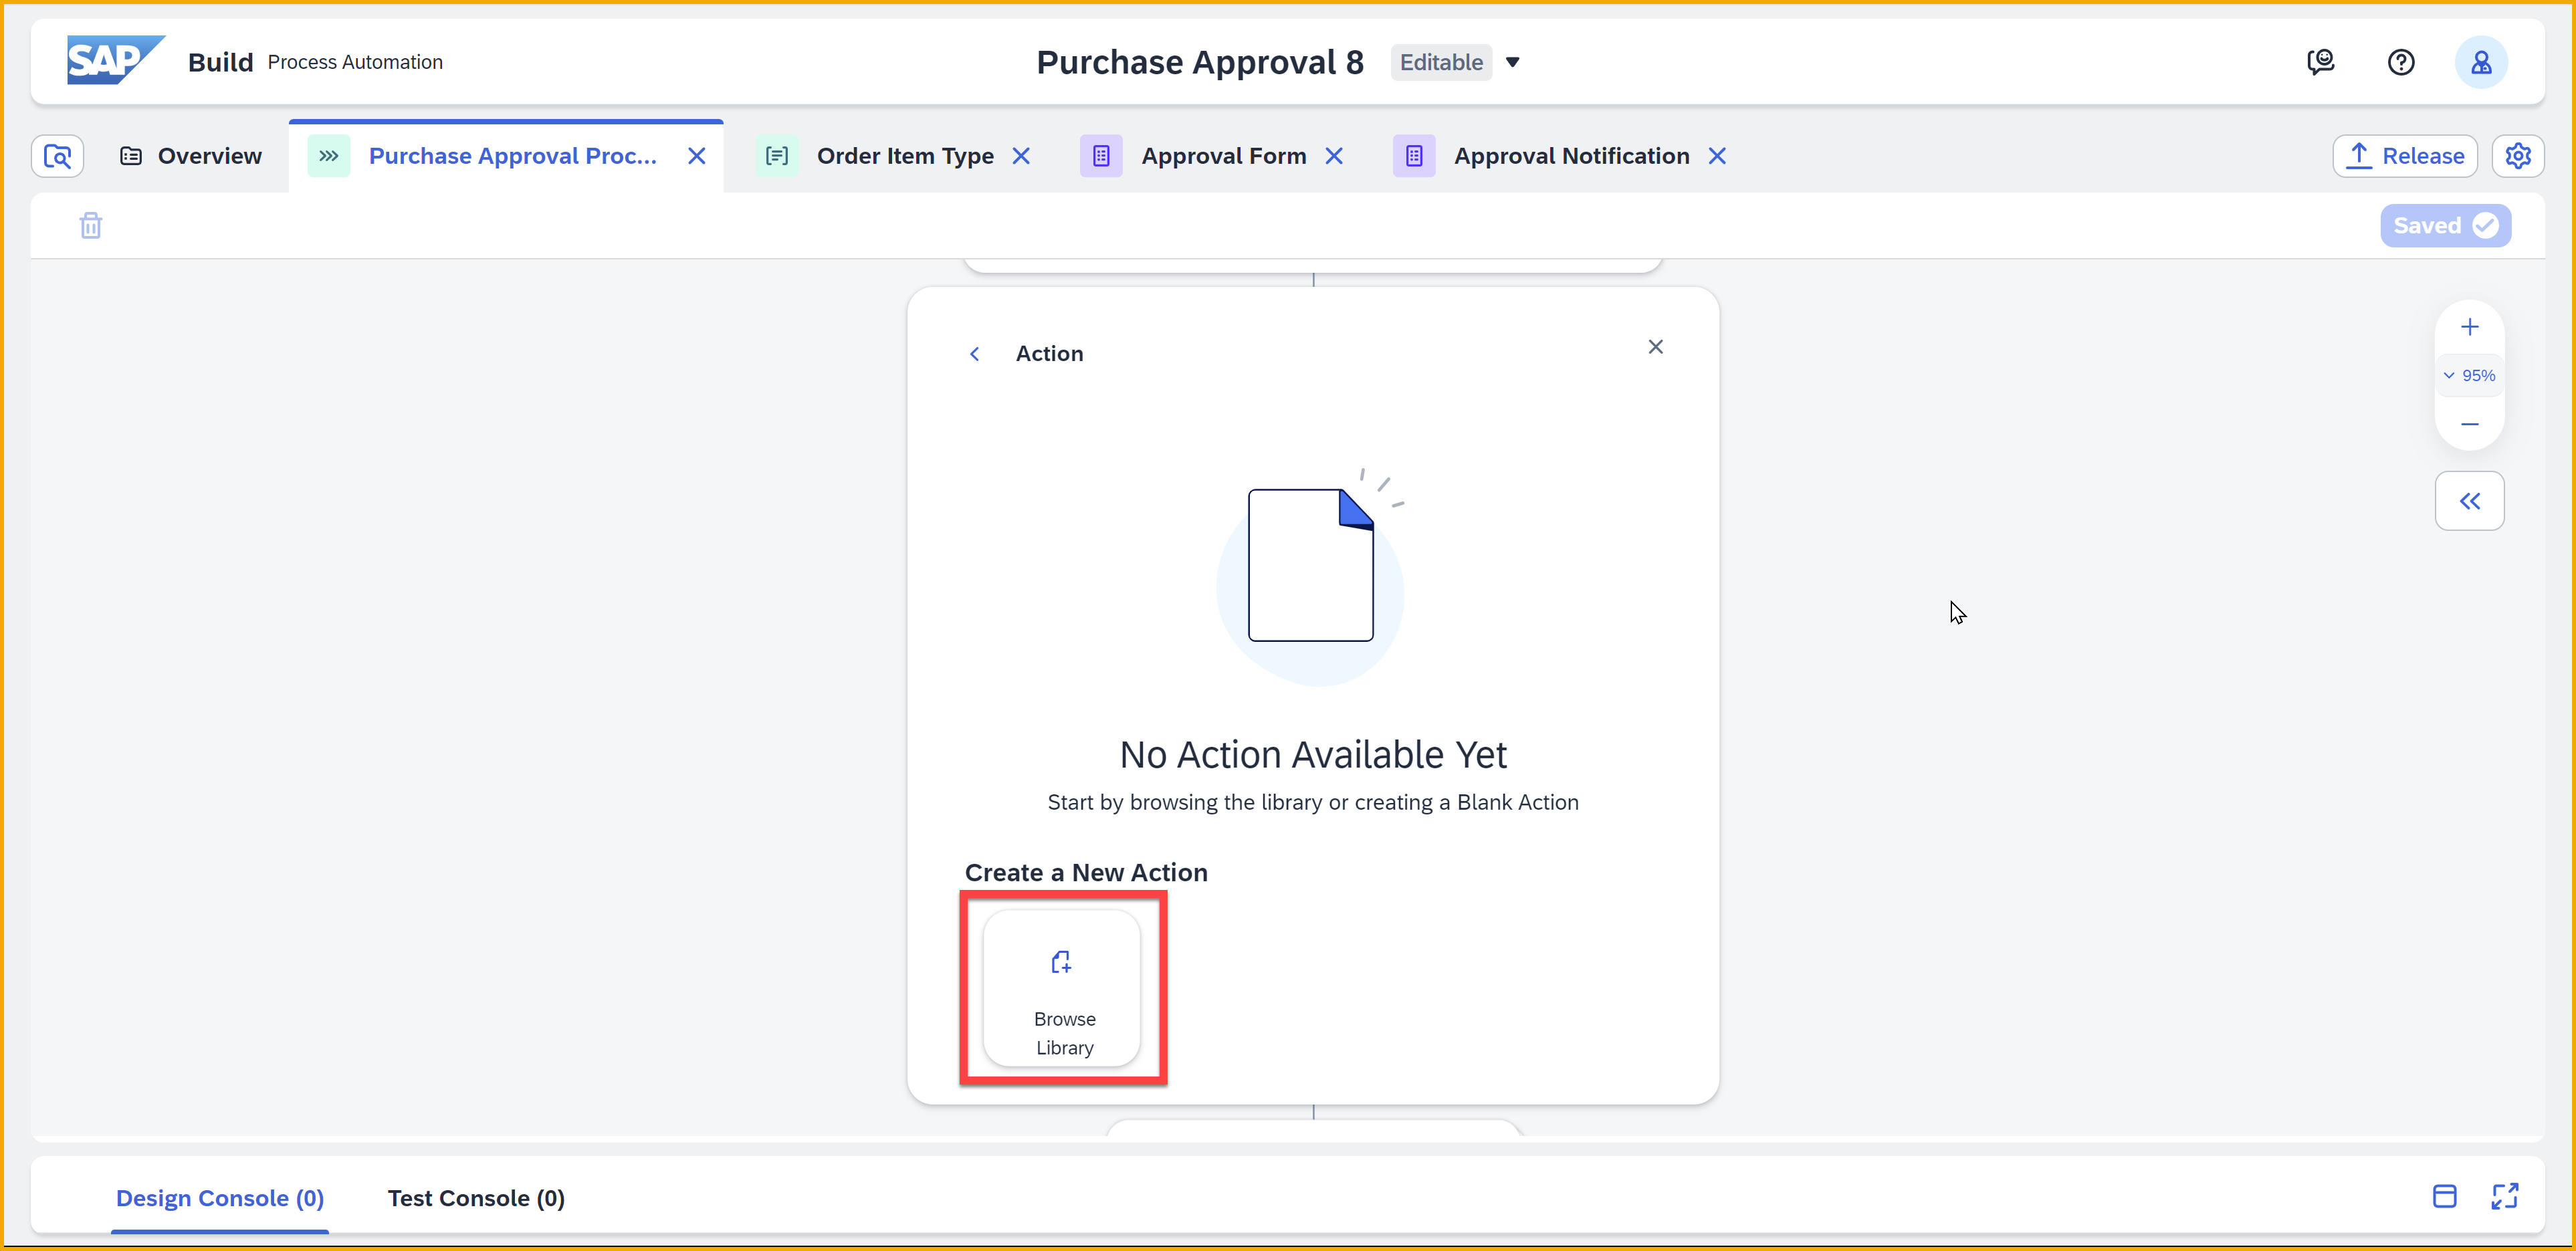 SAP Build Process Automation
Purchase Approval 8 Editable
Overview
Purchase Approval Proc...
Order Item Type
Approval Form
Approval Notification
Release
Saved
Action
95%
No Action Available Yet
Start by browsing the library or creating a Blank Action
Create a New Action
Browse
Library
Design Console (0)
Test Console (0)